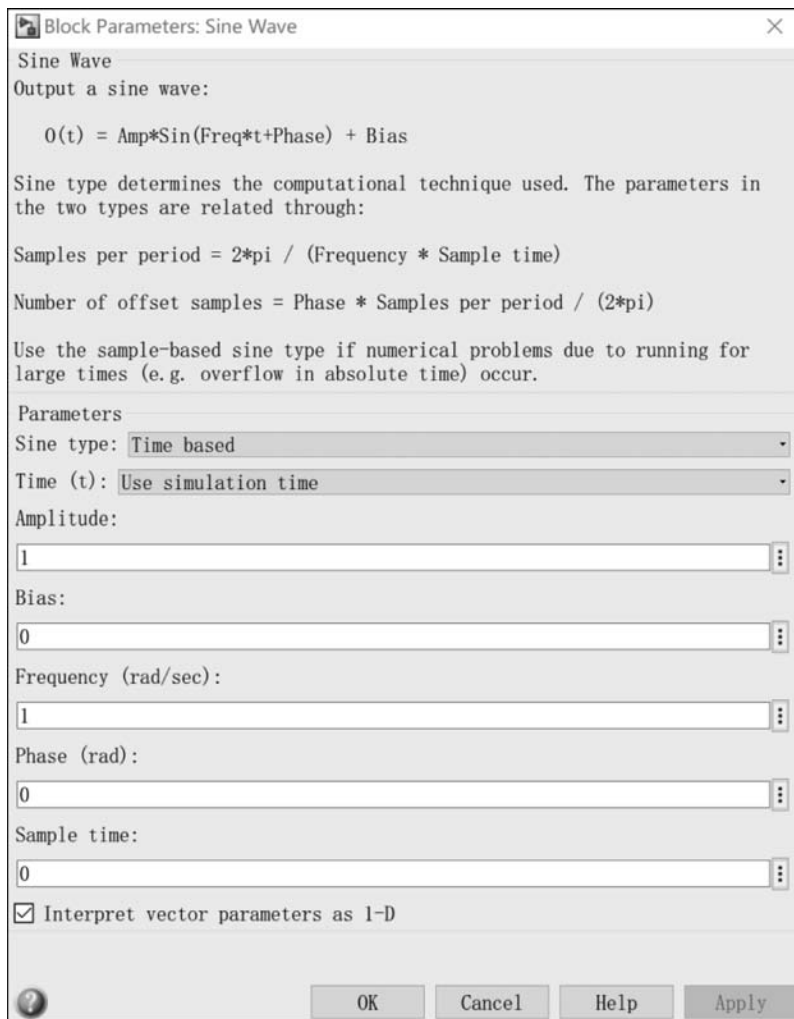 Block Parameters: Sine Wave
Sine Wave
Output a sine wave:
O(t) = Amp*Sin(Freq*t+Phase) + Bias
Sine type determines the computational technique used. The parameters in
the two types are related through:
Samples per period = 2*pi / (Frequency * Sample time)
Number of offset samples = Phase * Samples per period / (2*pi)
Use the sample-based sine type if numerical problems due to running for
large times (e.g. overflow in absolute time) occur.
Parameters
Sine type: Time based
Time (t): Use simulation time
Amplitude:
1
Bias:
0
Frequency (rad/sec):
1
Phase (rad):
0
Sample time:
0
Interpret vector parameters as 1-D
OK Cancel Help Apply